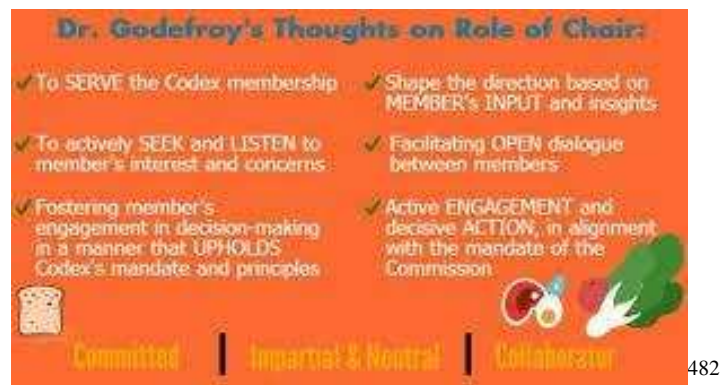 Dr. Godefroy's Thoughts on Role of Chair:
To SERVE the Codex membership
To actively SEEK and LISTEN to
member's interest and concerns
Fostering member's
engagement in decision-making
in a manner that UPHOLDS
Codex's mandate and principles
Shape the direction based on
MEMBER's INPUT and insights
Facilitating OPEN dialogue
between members
Active ENGAGEMENT and
decisive ACTION, in alignment
with the mandate of the
Commission
Committed | Impartial & Neutral | Collaborator
482